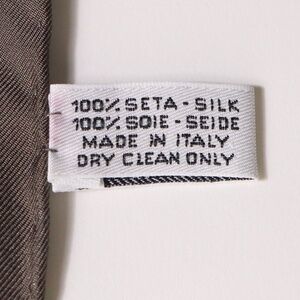 100% SETA - SILK
100% SOIE - SEIDE
MADE IN ITALY
DRY CLEAN ONLY